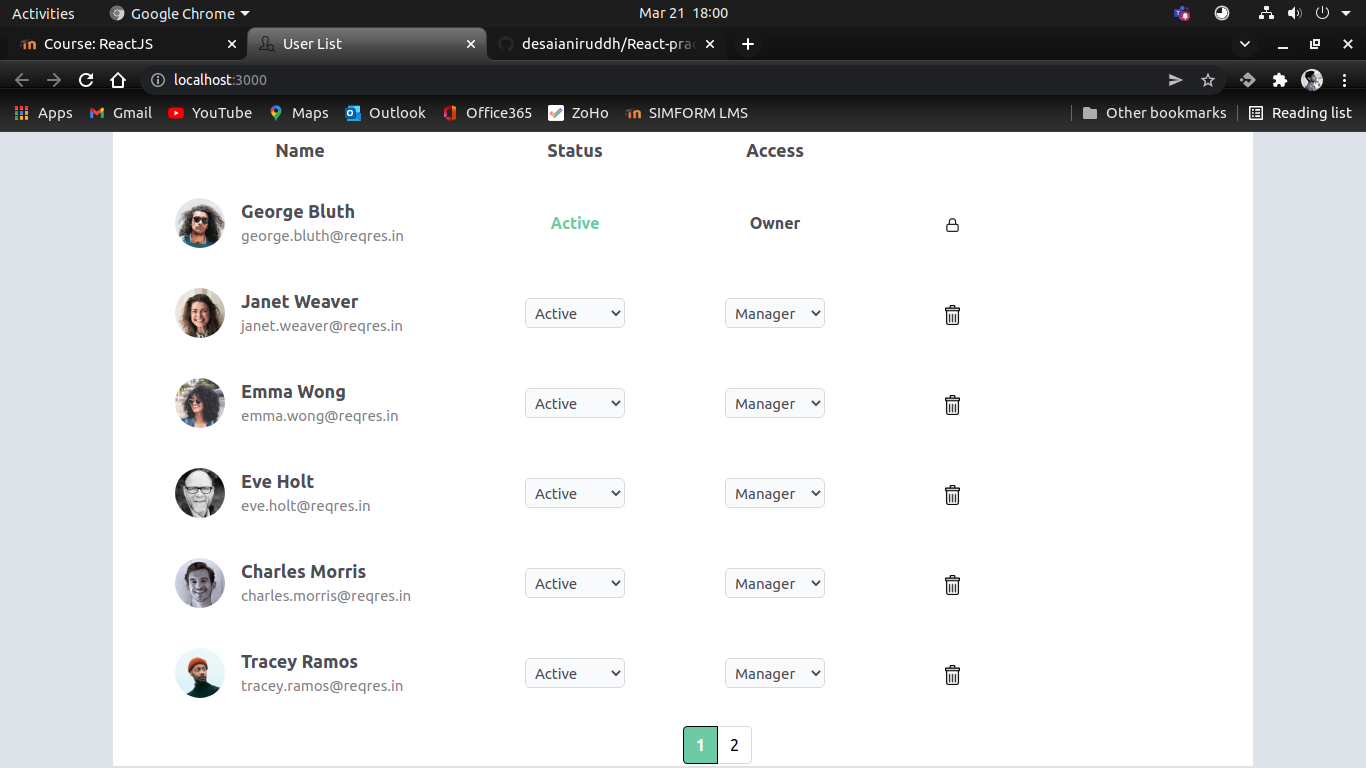 Activities Google Chrome Mar 21 18:00
Course: ReactJS User List desaianiruddh/React-prac
localhost:3000
Apps Gmail YouTube Maps Outlook Office365 ZoHo SIMFORM LMS Other bookmarks Reading list
Name Status Access
George Bluth
george.bluth@reqres.in
Active Owner
Janet Weaver
janet.weaver@reqres.in
Active Manager
Emma Wong
emma.wong@reqres.in
Active Manager
Eve Holt
eve.holt@reqres.in
Active Manager
Charles Morris
charles.morris@reqres.in
Active Manager
Tracey Ramos
tracey.ramos@reqres.in
Active Manager
1 2